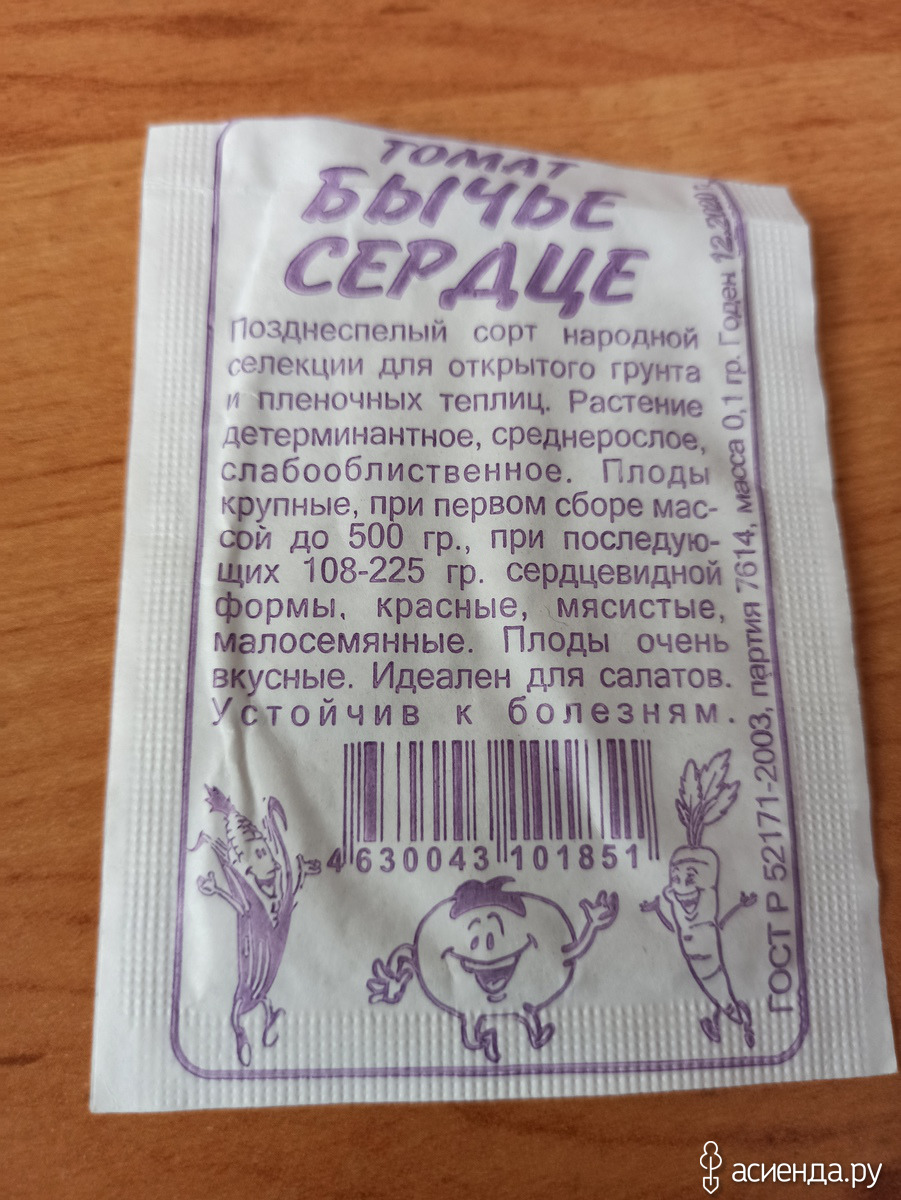 ТОМАТ
БЫЧЬЕ
СЕРДЦЕ
Позднеспелый сорт народной
селекции для открытого грунта
и пленочных теплиц. Растение
детерминантное, среднерослое,
слабооблиственное. Плоды
крупные, при первом сборе мас-
сой до 500 гр., при последую-
щих 108-225 гр. сердцевидной
формы, красные, мясистые,
малосемянные. Плоды очень
вкусные. Идеален для салатов.
Устойчив к болезням.
4 630043 101851
ГОСТ Р 52171-2003, партия 7614, масса 0,1 гр. Годен
асиенда.ру